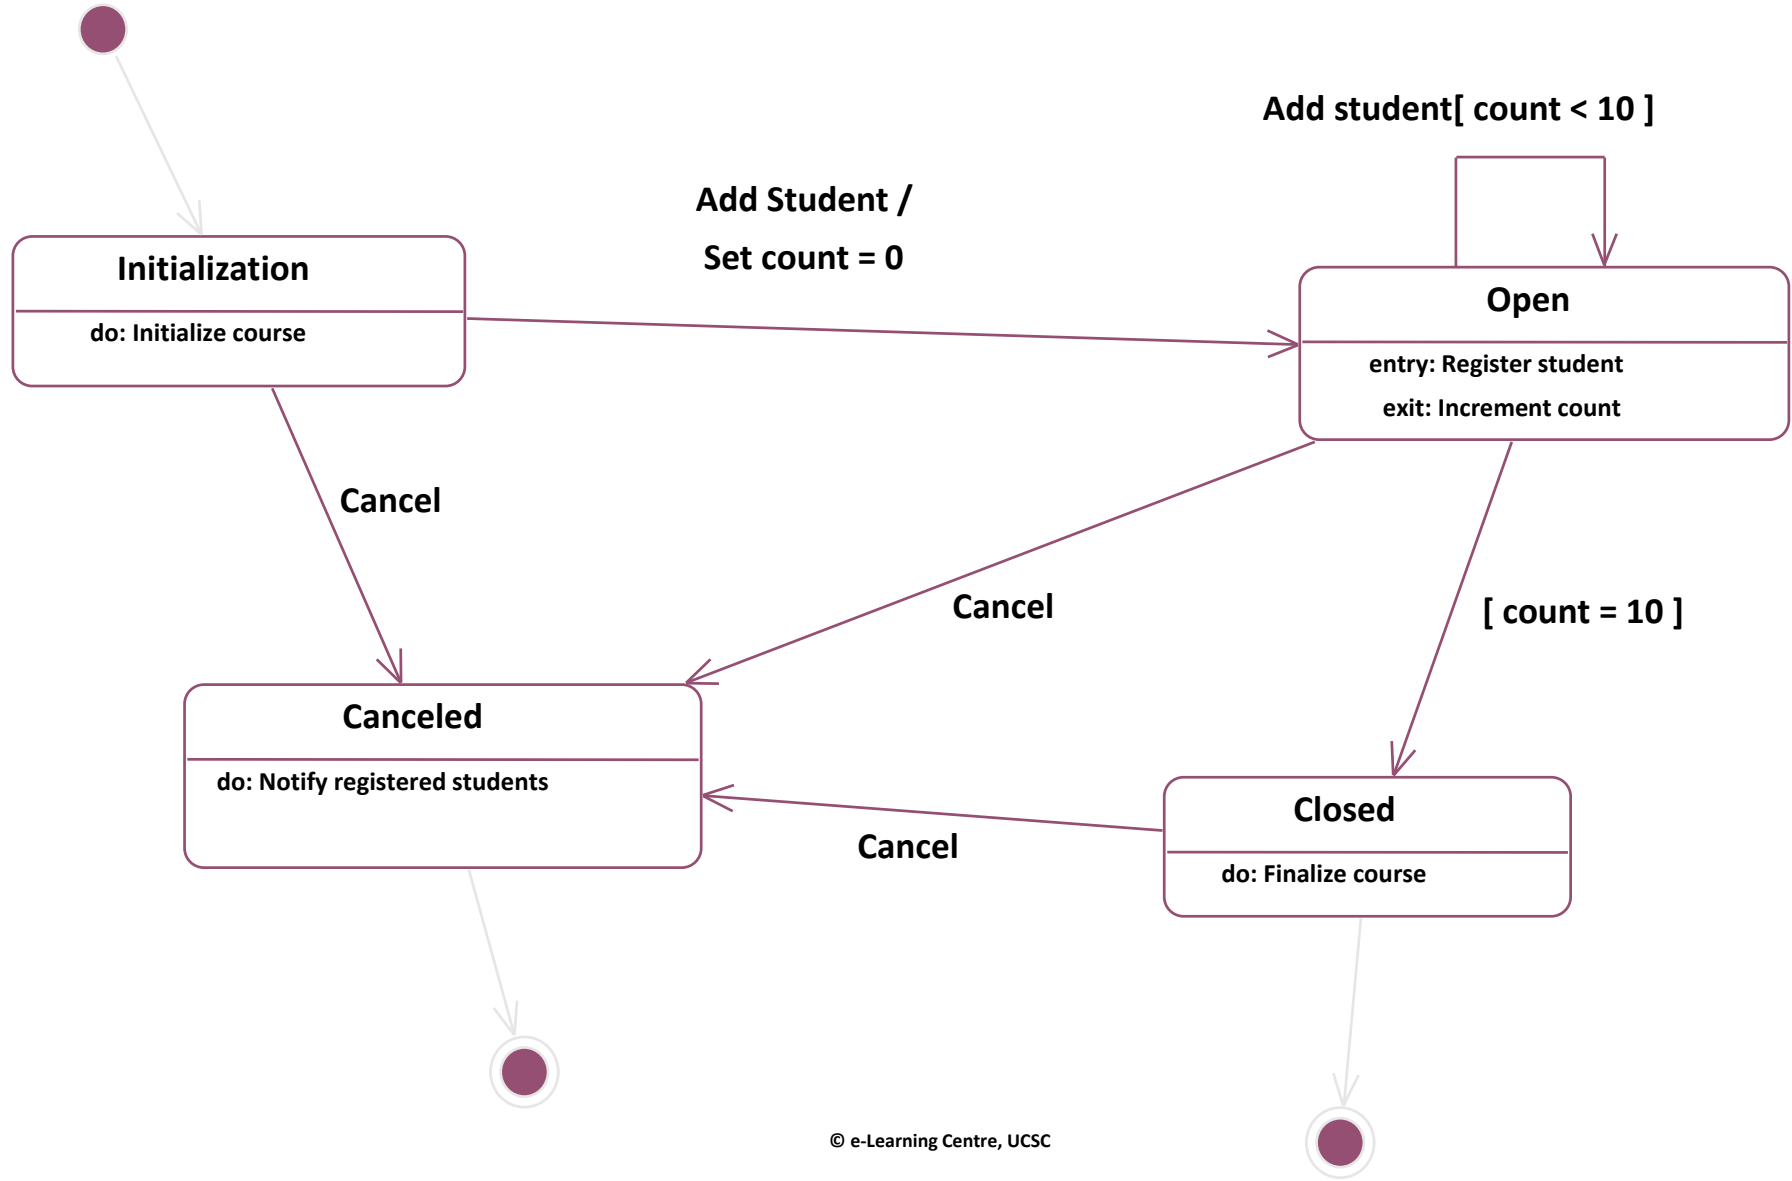 Add student[ count < 10 ]
Add Student /
Set count = 0
Initialization
do: Initialize course
Open
entry: Register student
exit: Increment count
Cancel
Cancel
[ count = 10 ]
Canceled
do: Notify registered students
Closed
do: Finalize course
Cancel
© e-Learning Centre, UCSC